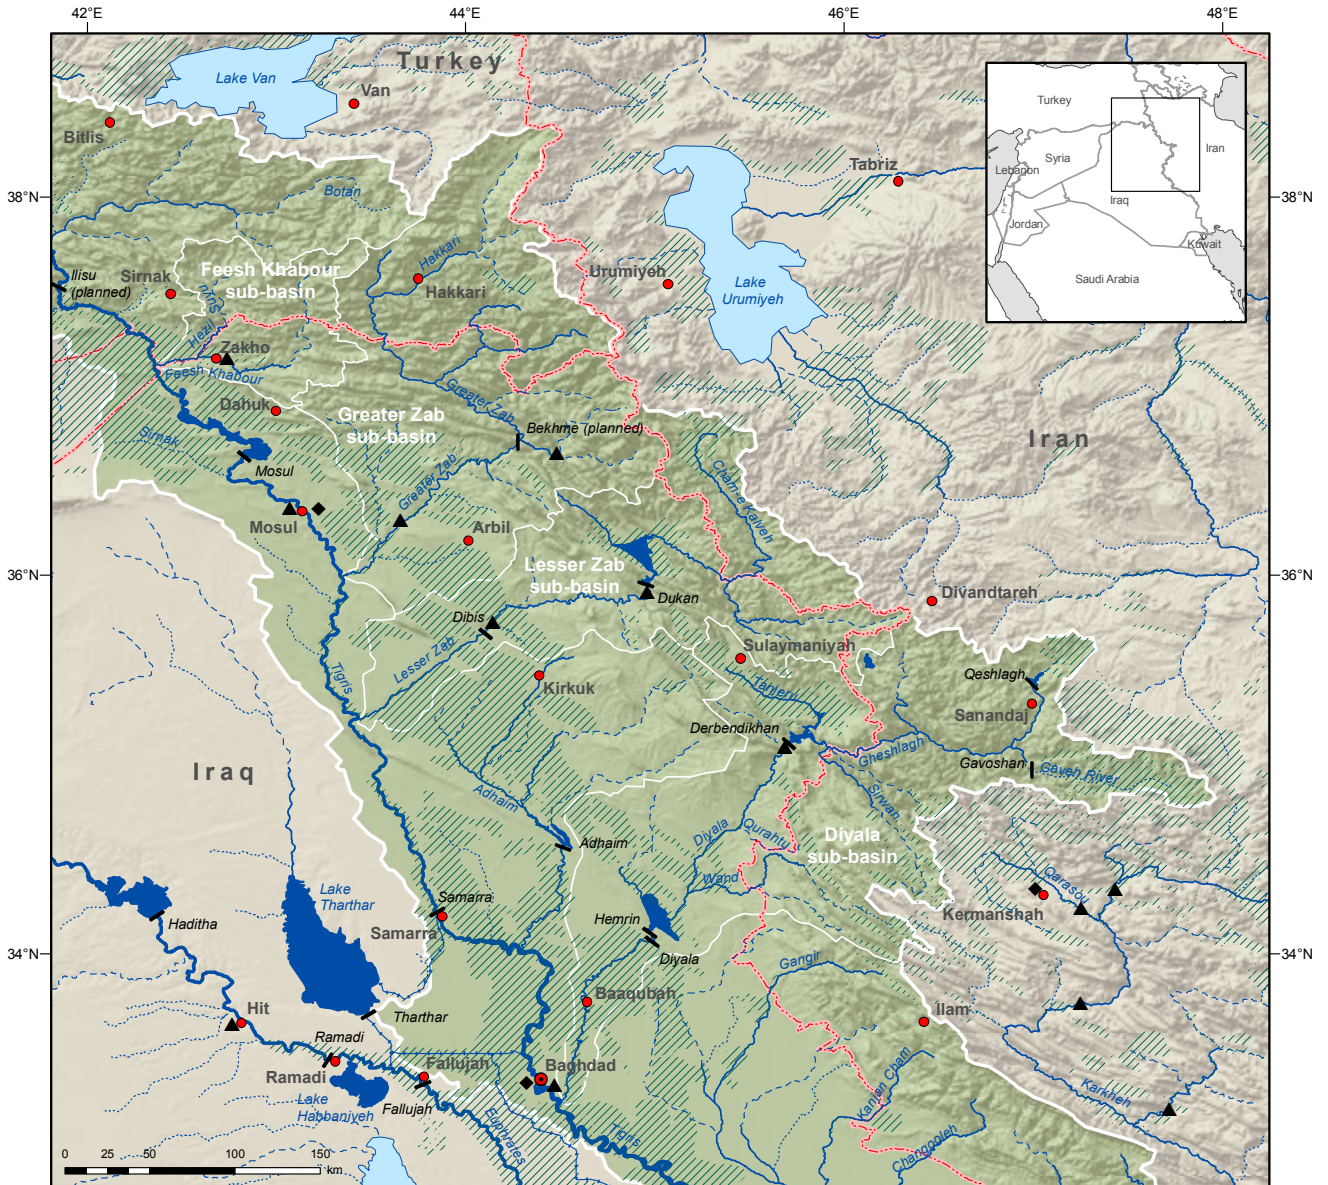 42°E
44°E
46°E
48°E
Turkey
Lake Van
Van
Bitlis
Turkey
Iran
Syria
Lebanon
Iraq
Jordan
Kuwait
Saudi Arabia
Tabriz
38°N
38°N
Botan
Hakkari
Feesh Khabour
sub-basin
Sirnak
Ilisu
(planned)
Hakkari
Urumiyeh
Lake
Urumiyeh
Hezil Suyu
Zakho
Feesh Khabour
Dahuk
Greater Zab
Greater Zab
sub-basin
Bekhme (planned)
Iran
Sirnak
Mosul
Greater Zab
Cham-e Kalveh
Mosul
Arbil
Lesser Zab
sub-basin
36°N
36°N
Dukan
Divandtareh
Dibis
Lesser Zab
Sulaymaniyah
Tigris
Kirkuk
Tanjeru
Qeshlagh
Sanandaj
Derbendikhan
Gheshlagh
Gavoshan
Gaveh River
Iraq
Sirwan
Adhaim
Diyala
Qurahtu
Diyala
sub-basin
Adhaim
Wand
Qarasou
Lake
Tharthar
Samarra
Hemrin
Kermanshah
Haditha
Samarra
34°N
34°N
Diyala
Gangir
Baaqubah
Hit
Tharthar
Ilam
Ramadi
Ramadi
Fallujah
Baghdad
Lake
Habbaniyeh
Fallujah
Euphrates
Tigris
Kanjan Cham
Karkheh
Changooleh
0
25
50
100
150
km